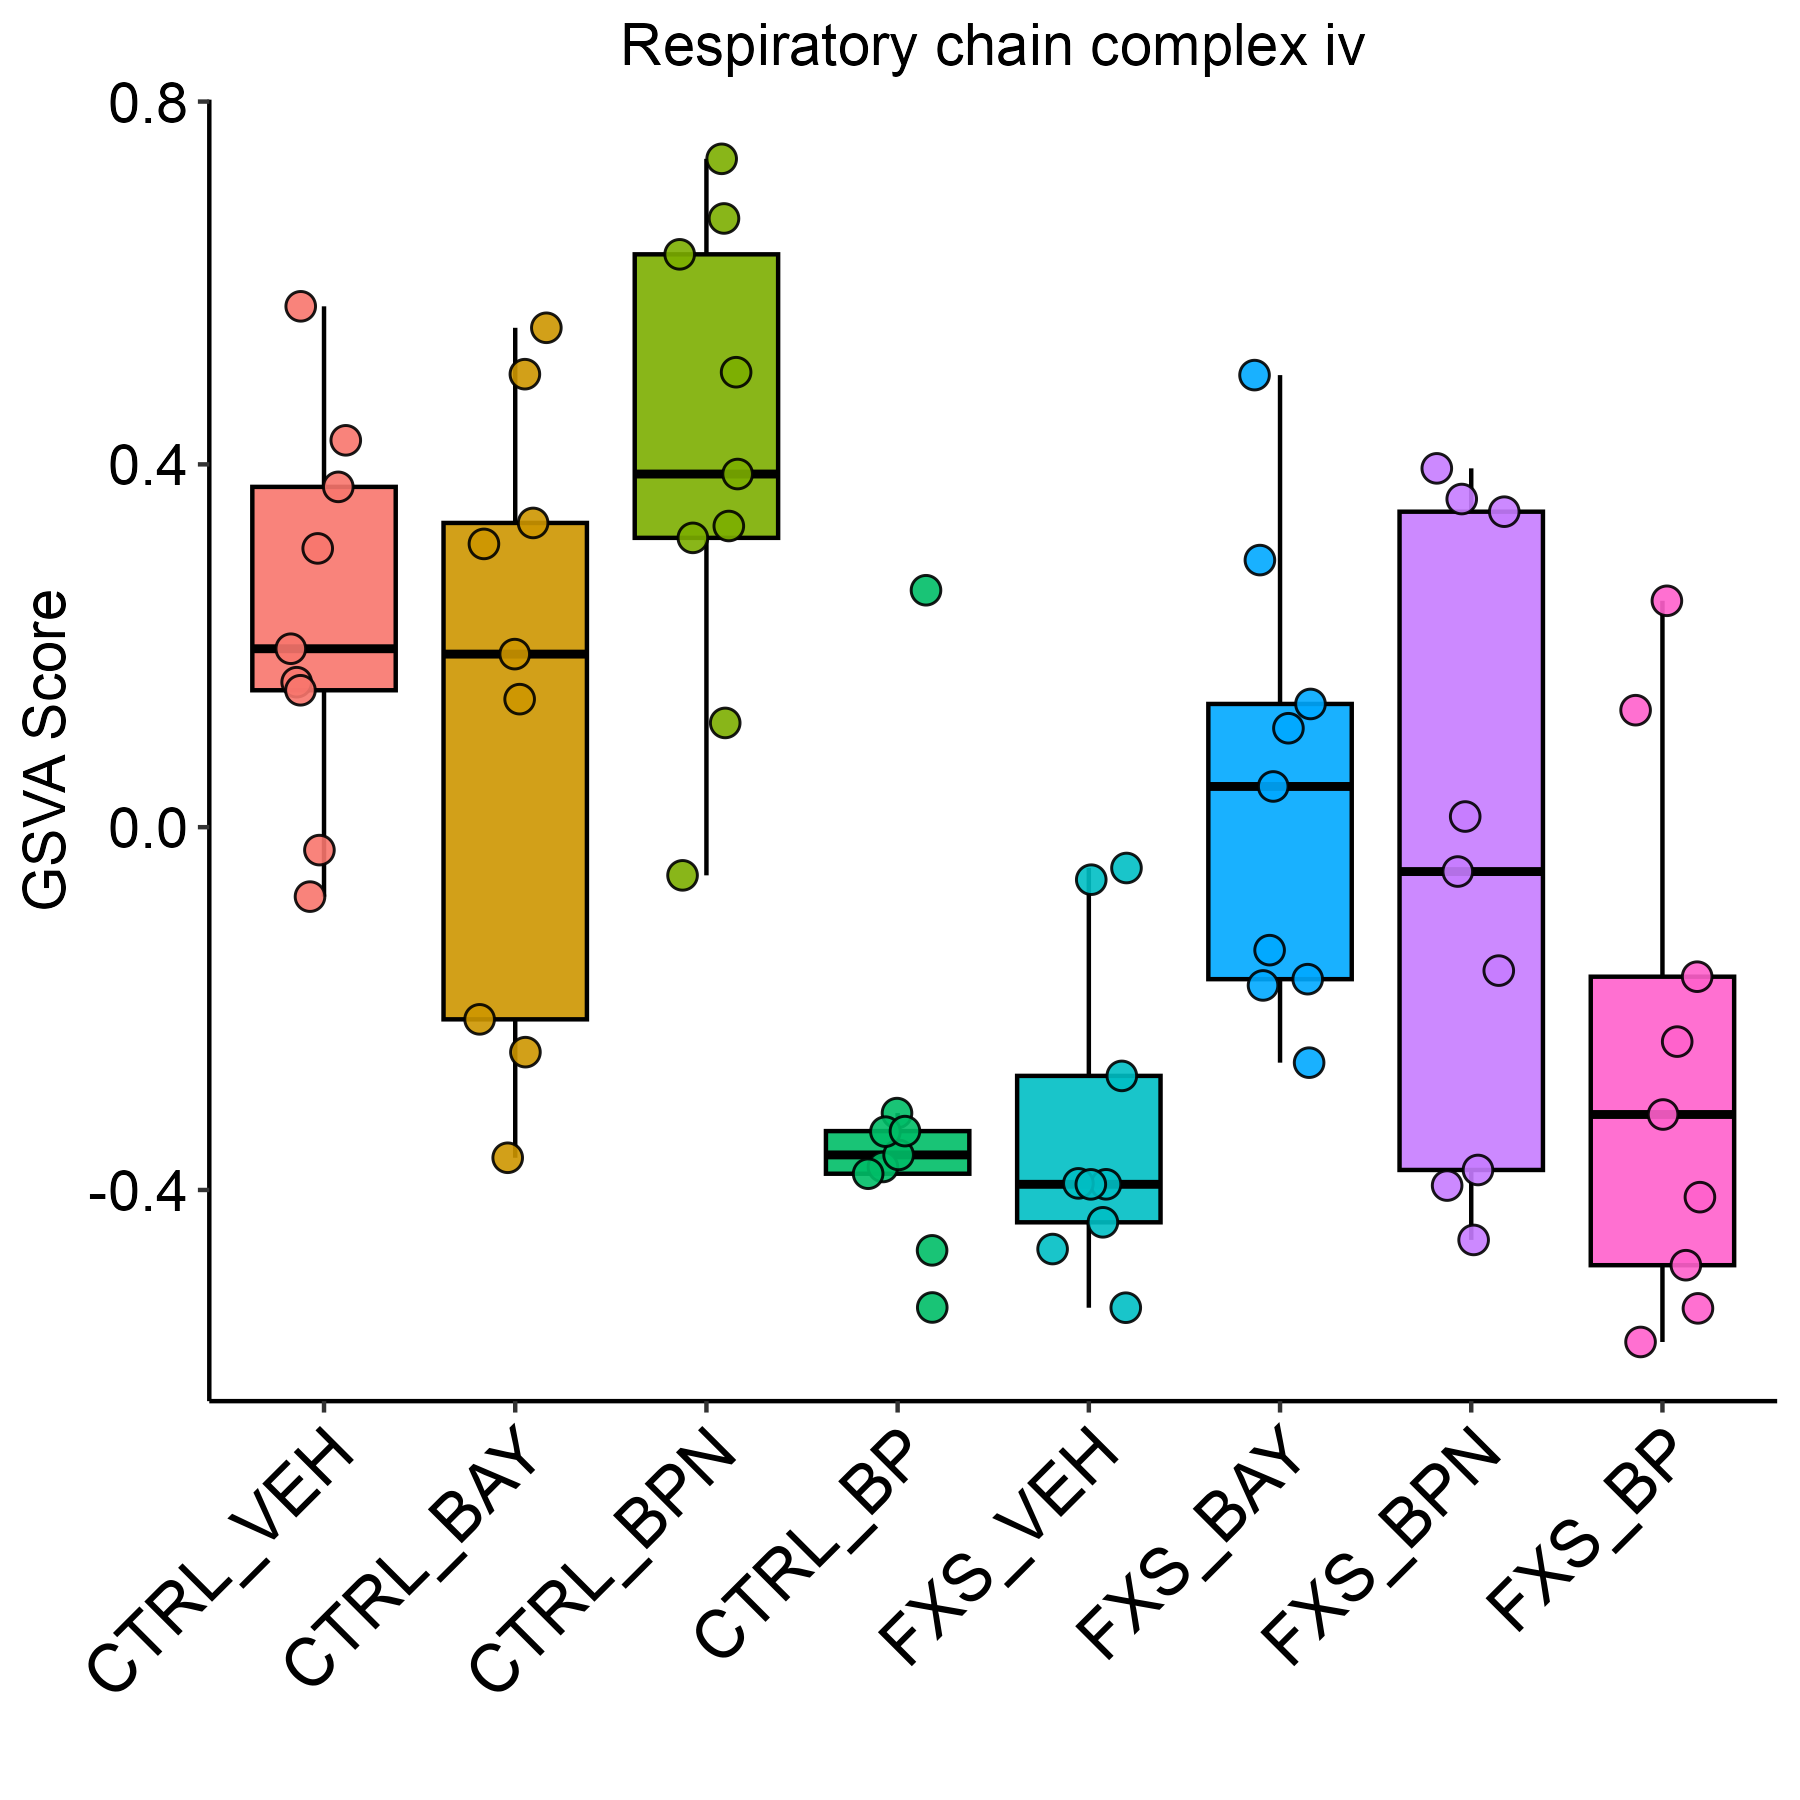 Respiratory chain complex iv
GSVA Score
0.8
0.4
0.0
-0.4
CTRL_VEH
CTRL_BAY
CTRL_BPN
CTRL_BP
FXS_VEH
FXS_BAY
FXS_BPN
FXS_BP